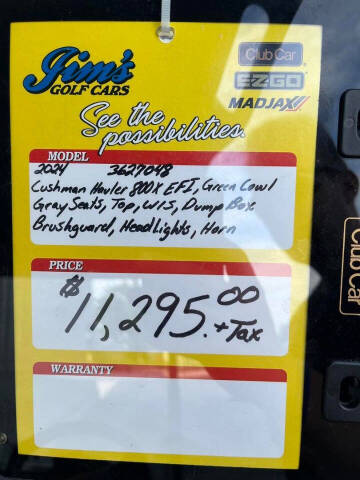 Jim's
GOLF CARS
Club Car
EZGO
MADJAX
See the
possibilities.
MODEL
2024 3627048
Cushman Hauler 800X EFI, Green Cowl
Gray Seats, Top, W/S, Dump Box
Brushguard, Headlights, Horn
PRICE
$11,295.00
+Tax
WARRANTY
Club Car